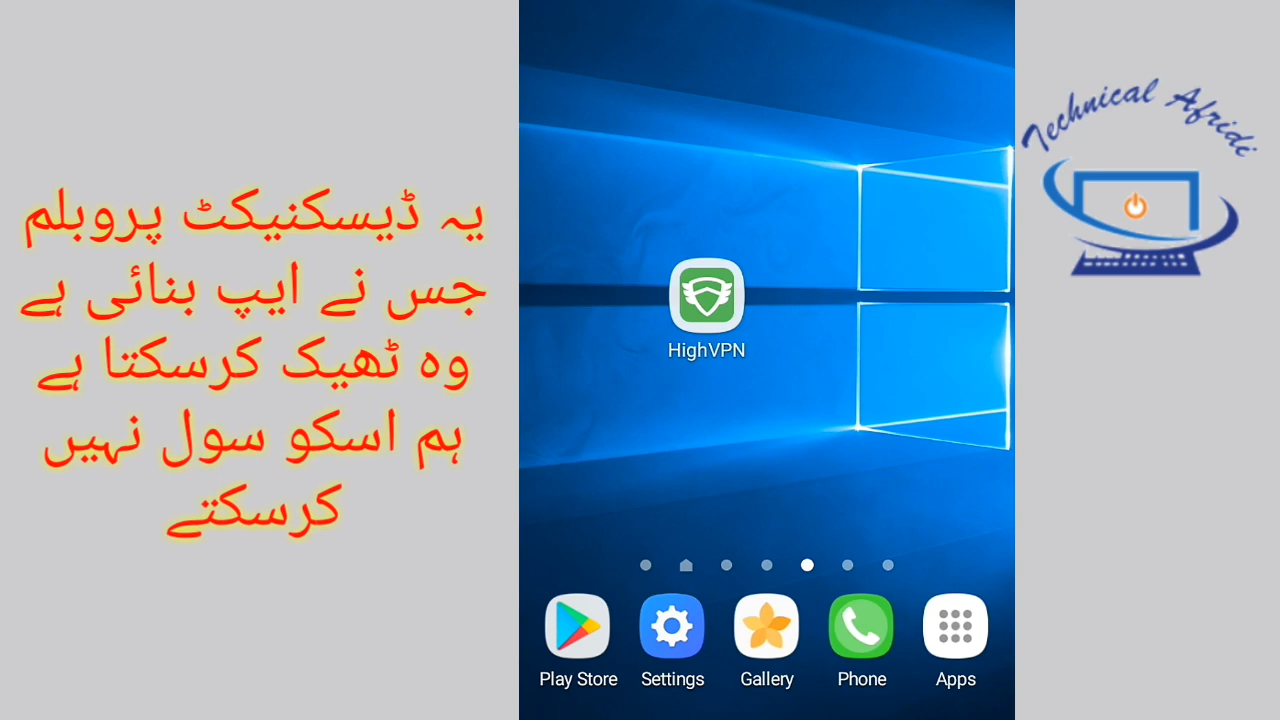 یہ ڈیسکنیکٹ پروبلم
جس نے ایپ بنائی ہے
وہ ٹھیک کرسکتا ہے
ہم اسکو سول نہیں
کرسکتے
HighVPN
Play Store
Settings
Gallery
Phone
Apps
Technical Afridi